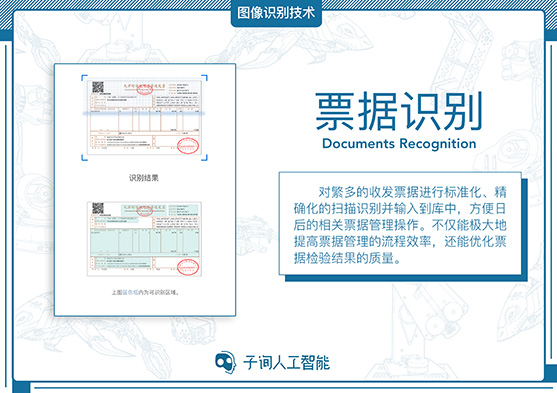 图像识别技术
识别结果
上图蓝色框内为可识别区域。
票据识别
Documents Recognition
对繁多的收发票据进行标准化、精
确化的扫描识别并输入到库中，方便日
后的相关票据管理操作。不仅能极大地
提高票据管理的流程效率，还能优化票
据检验结果的质量。
子询人工智能